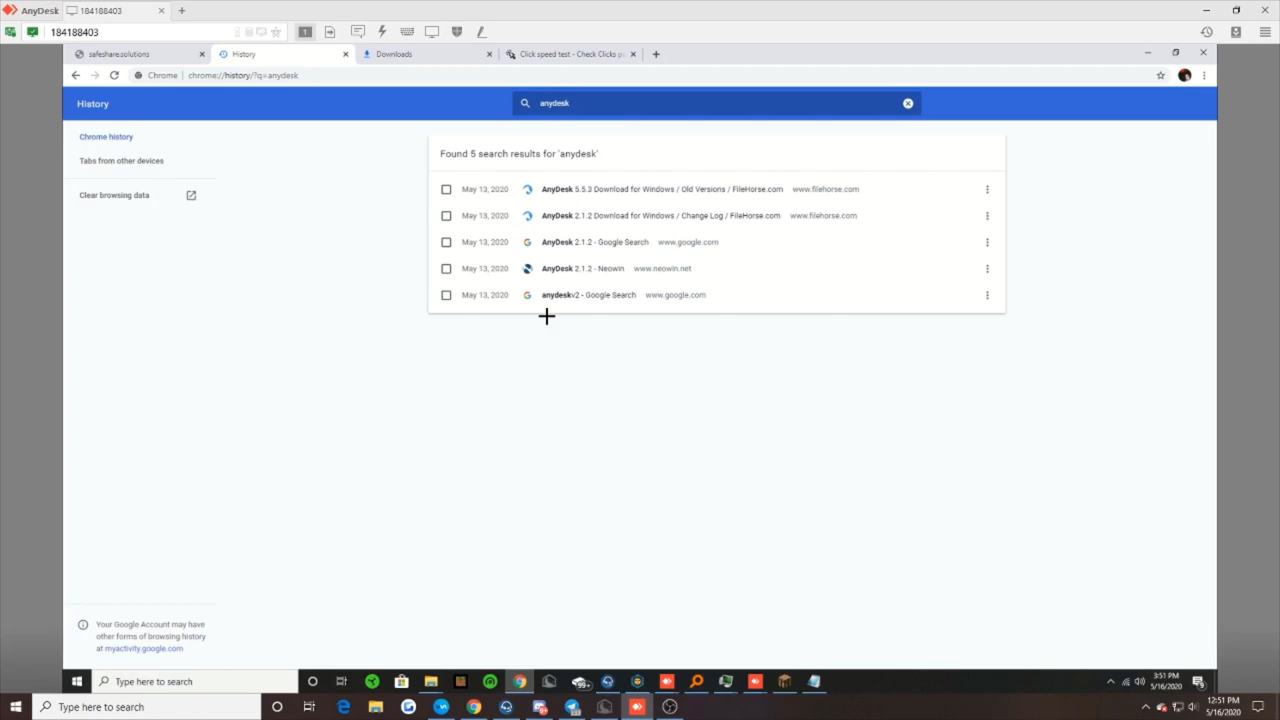 AnyDesk
184188403
184188403
1
safeshare.solutions
History
Downloads
Click speed test - Check Clicks p
Chrome
chrome://history/?q=anydesk
History
anydesk
Chrome history
Tabs from other devices
Clear browsing data
Found 5 search results for 'anydesk'
May 13, 2020 AnyDesk 5.5.3 Download for Windows / Old Versions / FileHorse.com www.filehorse.com
May 13, 2020 AnyDesk 2.1.2 Download for Windows / Change Log / FileHorse.com www.filehorse.com
May 13, 2020 AnyDesk 2.1.2 - Google Search www.google.com
May 13, 2020 AnyDesk 2.1.2 - Neowin www.neowin.net
May 13, 2020 anydeskv2 - Google Search www.google.com
Your Google Account may have
other forms of browsing history
at myactivity.google.com
Type here to search
99+
3:51 PM
5/16/2020
Type here to search
12:51 PM
5/16/2020